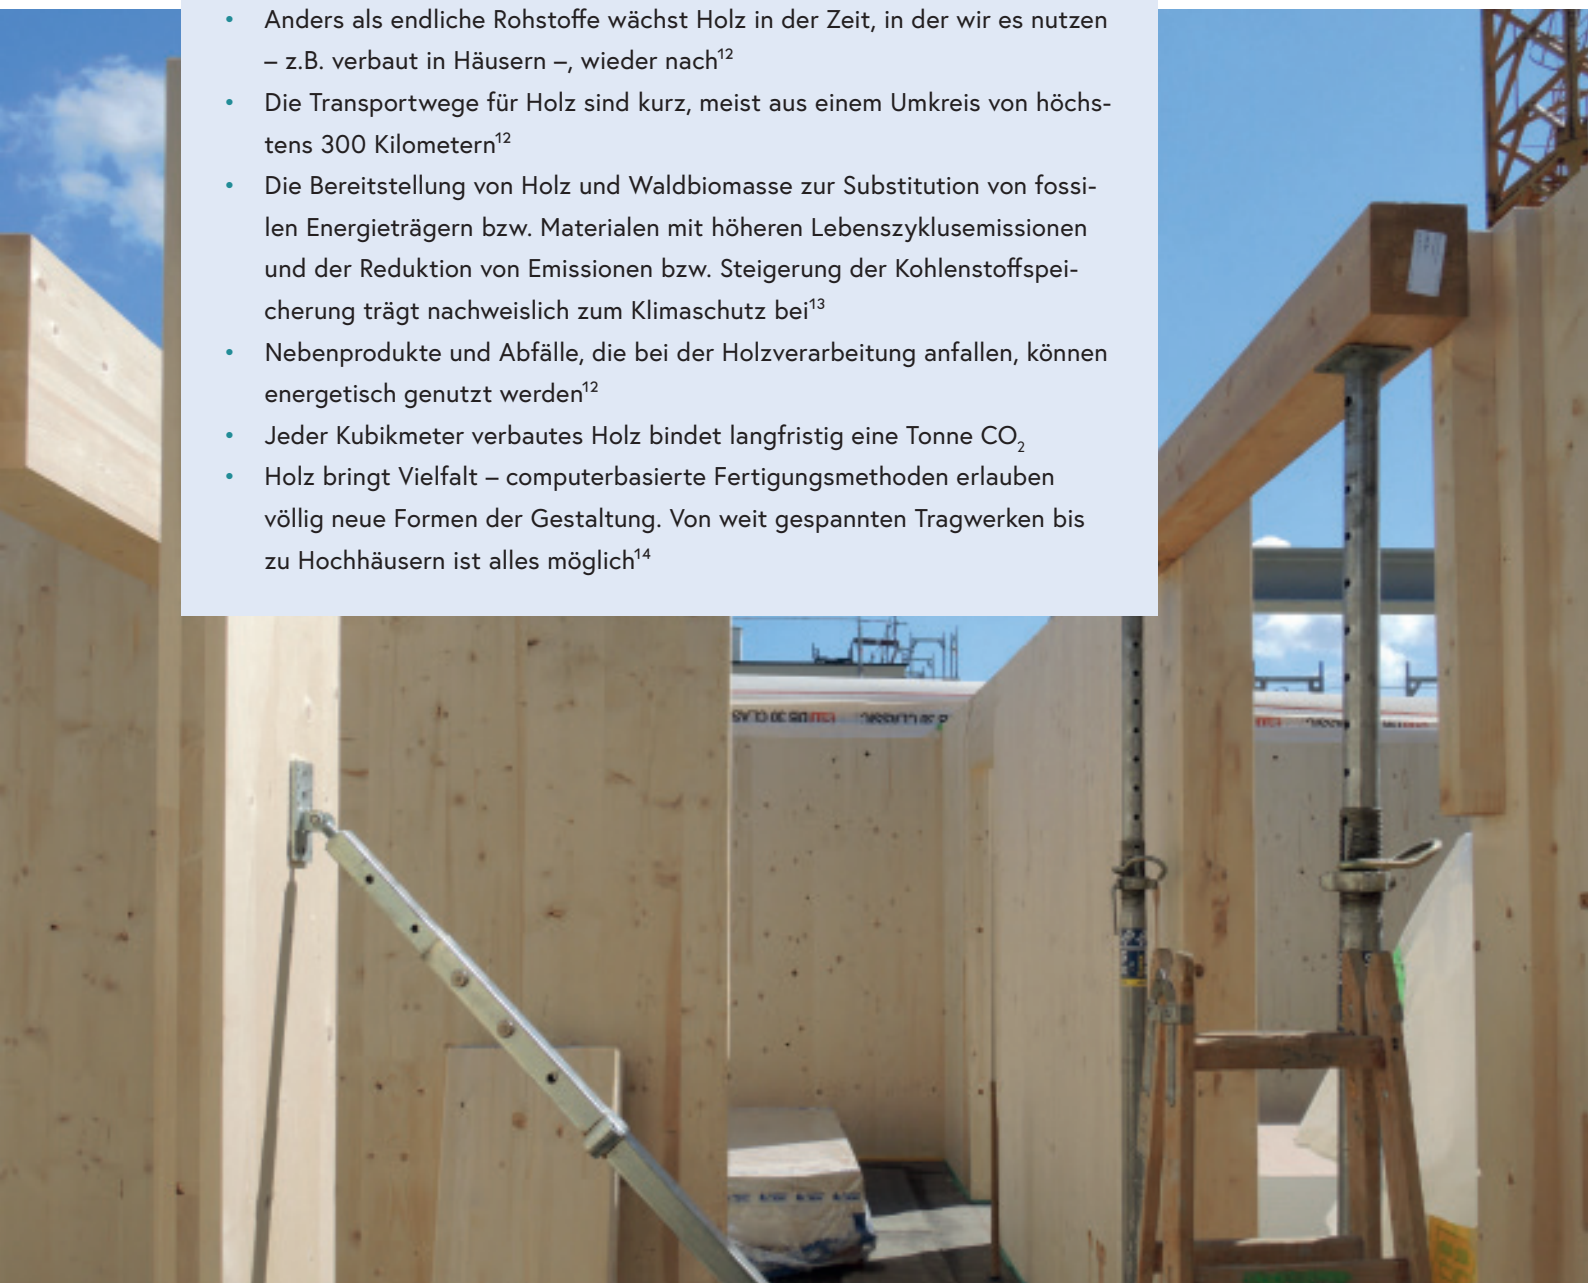 • Anders als endliche Rohstoffe wächst Holz in der Zeit, in der wir es nutzen
– z.B. verbaut in Häusern –, wieder nach¹²
• Die Transportwege für Holz sind kurz, meist aus einem Umkreis von höchs-
tens 300 Kilometern¹²
• Die Bereitstellung von Holz und Waldbiomasse zur Substitution von fossi-
len Energieträgern bzw. Materialen mit höheren Lebenszyklusemissionen
und der Reduktion von Emissionen bzw. Steigerung der Kohlenstoffspei-
cherung trägt nachweislich zum Klimaschutz bei¹³
• Nebenprodukte und Abfälle, die bei der Holzverarbeitung anfallen, können
energetisch genutzt werden¹²
• Jeder Kubikmeter verbautes Holz bindet langfristig eine Tonne CO₂
• Holz bringt Vielfalt – computerbasierte Fertigungsmethoden erlauben
völlig neue Formen der Gestaltung. Von weit gespannten Tragwerken bis
zu Hochhäusern ist alles möglich¹⁴